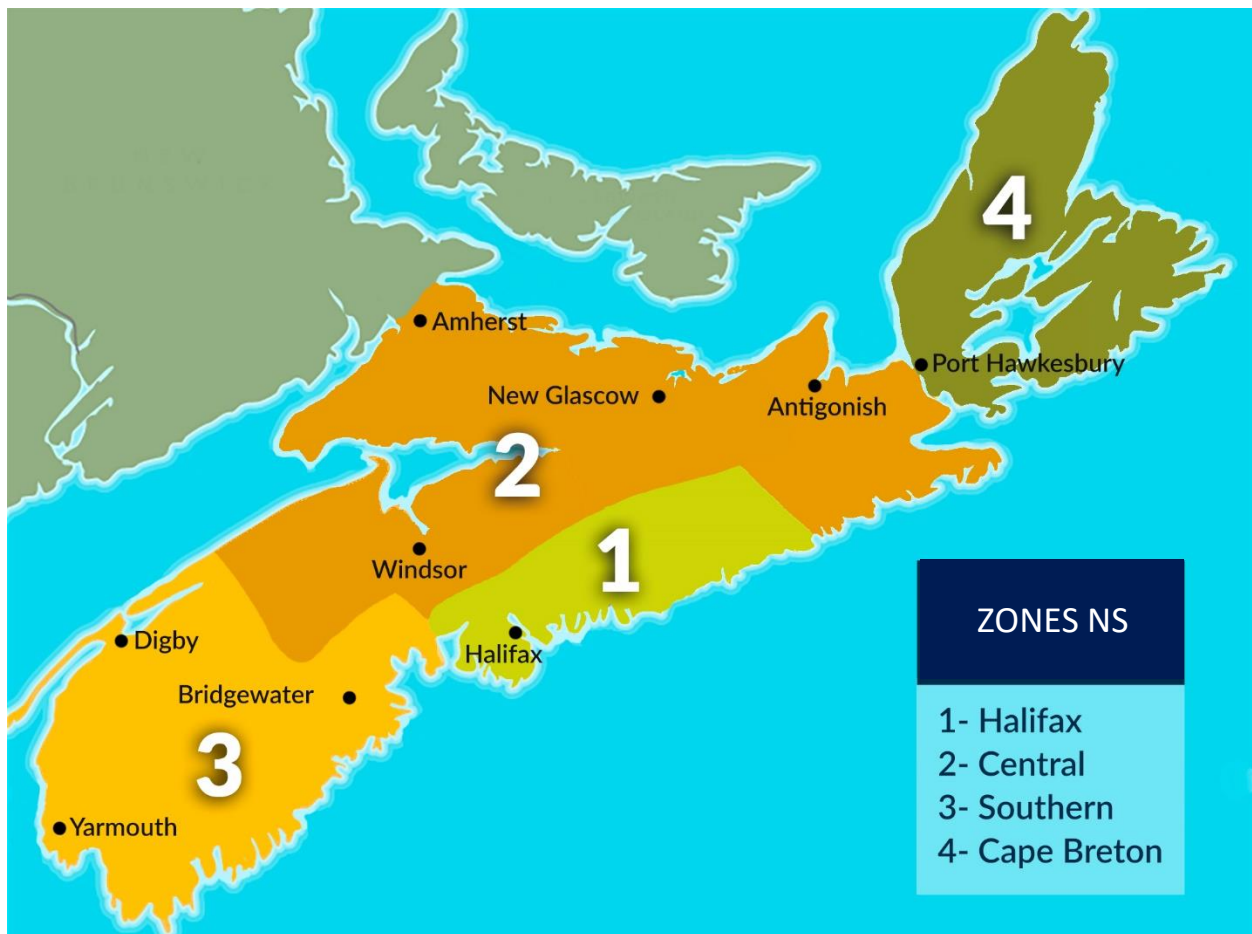 4
Amherst
Port Hawkesbury
New Glascow
Antigonish
2
1
Windsor
Halifax
Digby
Bridgewater
3
Yarmouth
ZONES NS
1- Halifax
2- Central
3- Southern
4- Cape Breton